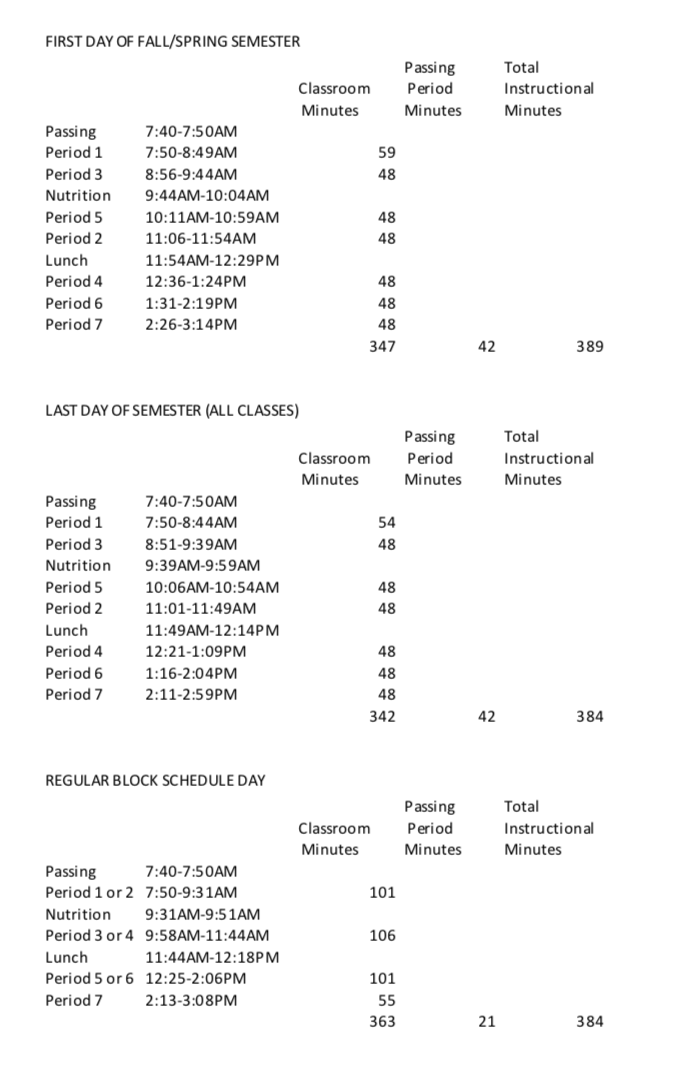 FIRST DAY OF FALL/SPRING SEMESTER
Passing Total
Classroom Period Instructional
Minutes Minutes Minutes
Passing 7:40-7:50AM
Period 1 7:50-8:49AM 59
Period 3 8:56-9:44AM 48
Nutrition 9:44AM-10:04AM
Period 5 10:11AM-10:59AM 48
Period 2 11:06-11:54AM 48
Lunch 11:54AM-12:29PM
Period 4 12:36-1:24PM 48
Period 6 1:31-2:19PM 48
Period 7 2:26-3:14PM 48
347 42 389
LAST DAY OF SEMESTER (ALL CLASSES)
Passing Total
Classroom Period Instructional
Minutes Minutes Minutes
Passing 7:40-7:50AM
Period 1 7:50-8:44AM 54
Period 3 8:51-9:39AM 48
Nutrition 9:39AM-9:59AM
Period 5 10:06AM-10:54AM 48
Period 2 11:01-11:49AM 48
Lunch 11:49AM-12:14PM
Period 4 12:21-1:09PM 48
Period 6 1:16-2:04PM 48
Period 7 2:11-2:59PM 48
342 42 384
REGULAR BLOCK SCHEDULE DAY
Passing Total
Classroom Period Instructional
Minutes Minutes Minutes
Passing 7:40-7:50AM
Period 1 or 2 7:50-9:31AM 101
Nutrition 9:31AM-9:51AM
Period 3 or 4 9:58AM-11:44AM 106
Lunch 11:44AM-12:18PM
Period 5 or 6 12:25-2:06PM 101
Period 7 2:13-3:08PM 55
363 21 384